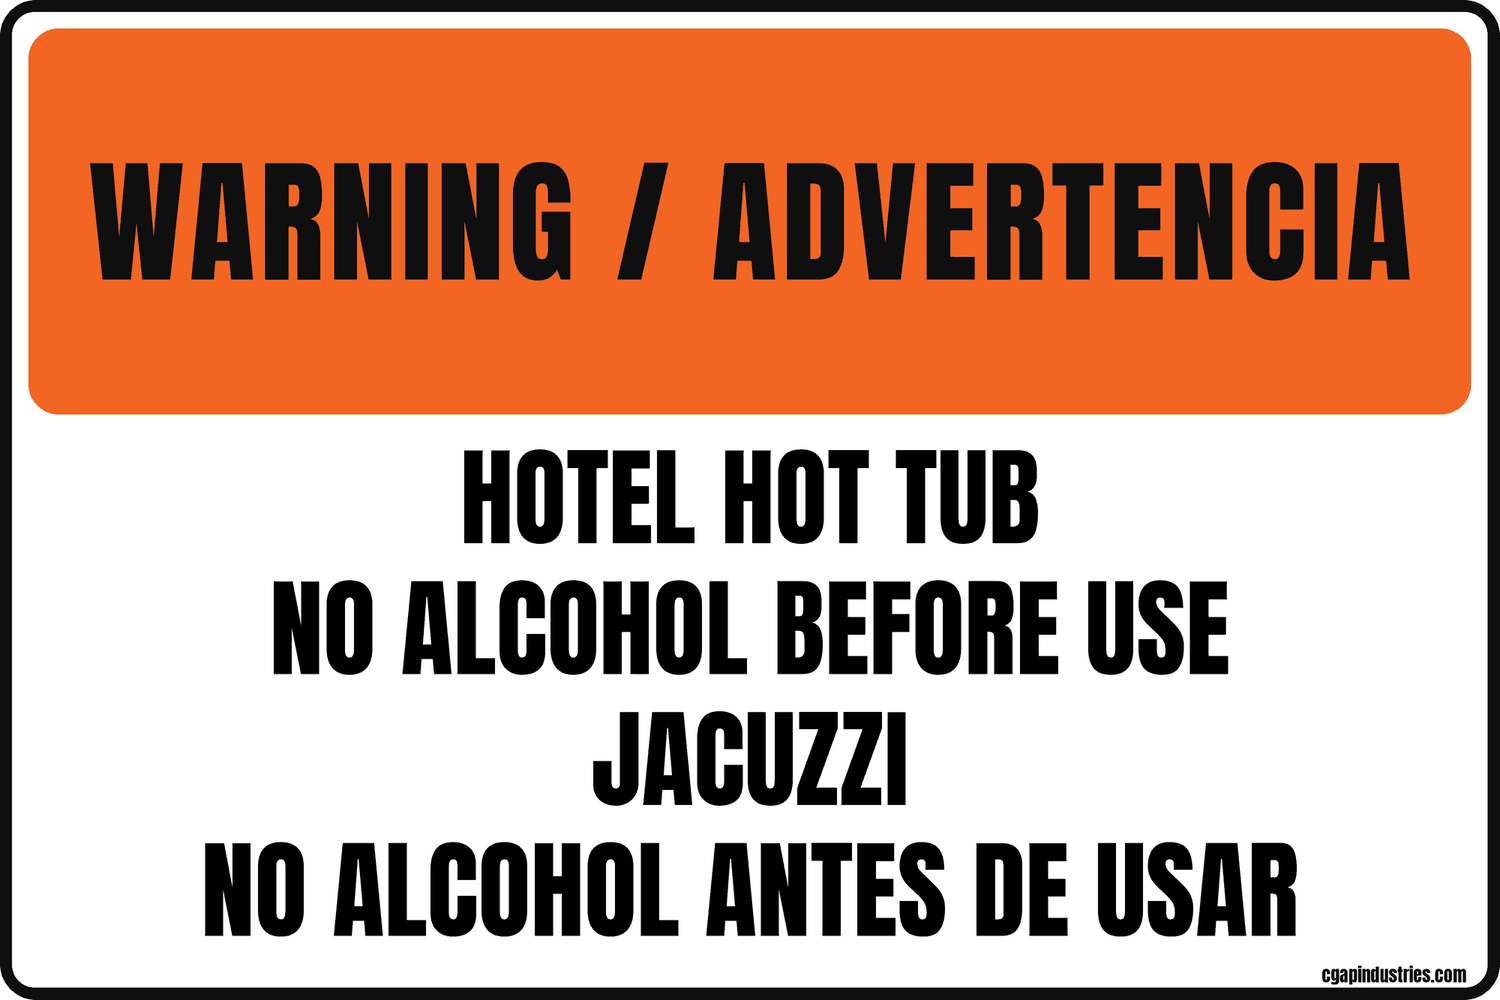 WARNING / ADVERTENCIA
HOTEL HOT TUB
NO ALCOHOL BEFORE USE
JACUZZI
NO ALCOHOL ANTES DE USAR
cgapindustries.com